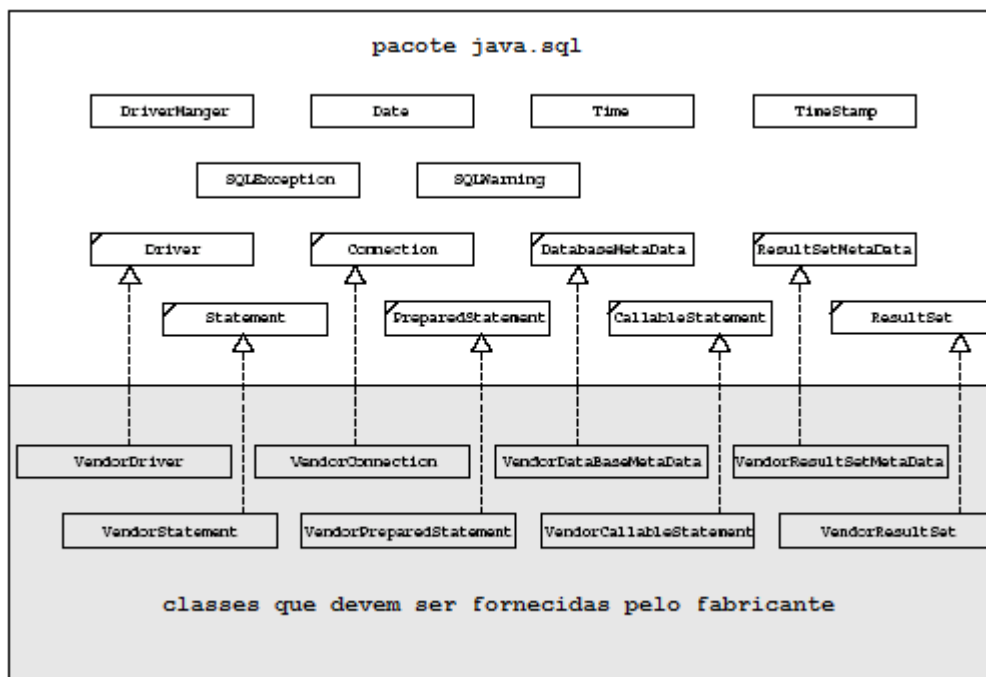 pacote java.sql
DriverManger Date Time TimeStamp
SQLException SQLWarning
Driver Connection DatabaseMetaData ResultSetMetaData
Statement PreparedStatement CallableStatement ResultSet
VendorDriver VendorConnection VendorDataBaseMetaData VendorResultSetMetaData
VendorStatement VendorPreparedStatement VendorCallableStatement VendorResultSet
classes que devem ser fornecidas pelo fabricante